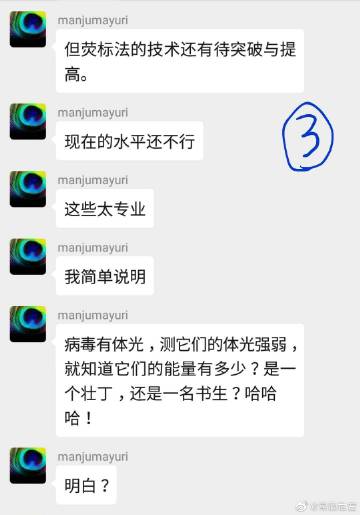 manjumayuri
但荧标法的技术还有待突破与提
高。
manjumayuri
现在的水平还不行
3
manjumayuri
这些太专业
manjumayuri
我简单说明
manjumayuri
病毒有体光，测它们的体光强弱，
就知道它们的能量有多少？是一
个壮丁，还是一名书生？哈哈
哈！
manjumayuri
明白？